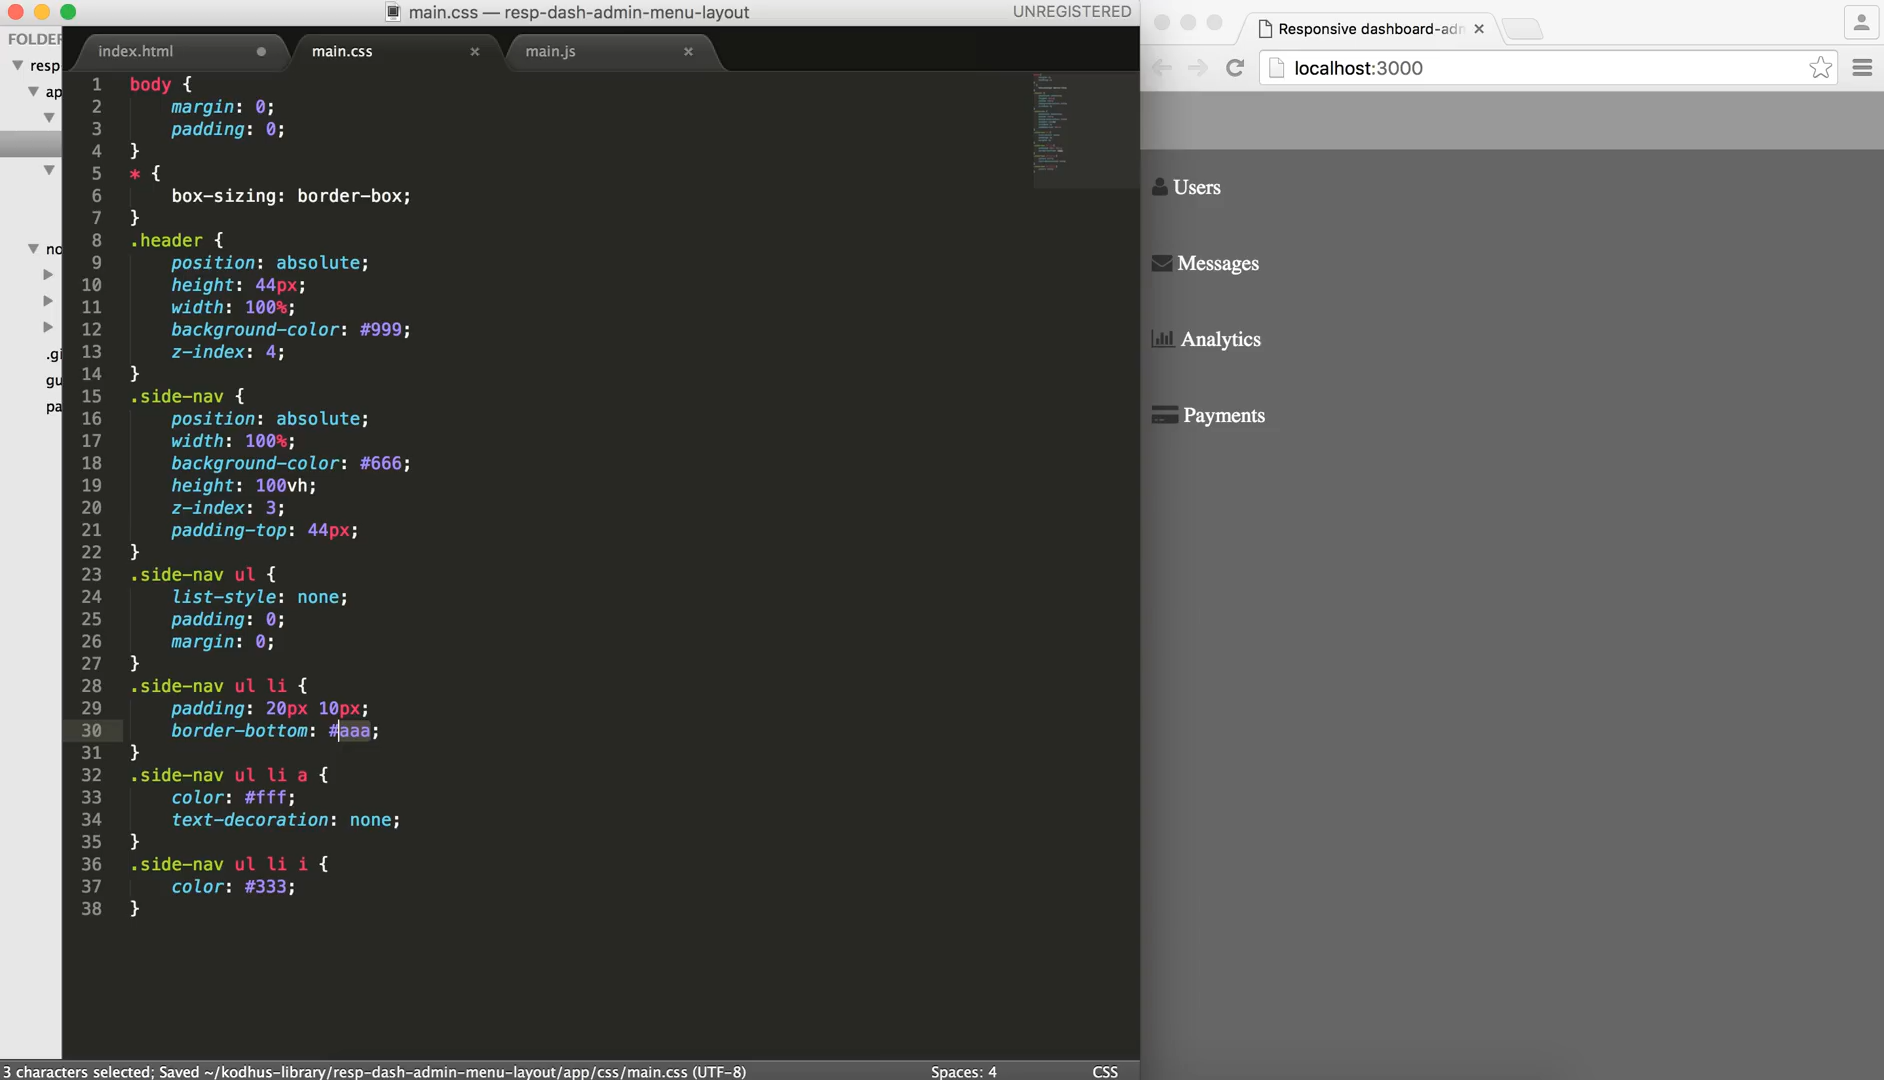 main.css — resp-dash-admin-menu-layout
UNREGISTERED
FOLDER
resp
ap
no
.gi
gu
pa
index.html
main.css
main.js
1 body {
2 margin: 0;
3 padding: 0;
4 }
5 * {
6 box-sizing: border-box;
7 }
8 .header {
9 position: absolute;
10 height: 44px;
11 width: 100%;
12 background-color: #999;
13 z-index: 4;
14 }
15 .side-nav {
16 position: absolute;
17 width: 100%;
18 background-color: #666;
19 height: 100vh;
20 z-index: 3;
21 padding-top: 44px;
22 }
23 .side-nav ul {
24 list-style: none;
25 padding: 0;
26 margin: 0;
27 }
28 .side-nav ul li {
29 padding: 20px 10px;
30 border-bottom: #aaa;
31 }
32 .side-nav ul li a {
33 color: #fff;
34 text-decoration: none;
35 }
36 .side-nav ul li i {
37 color: #333;
38 }
3 characters selected; Saved ~/kodhus-library/resp-dash-admin-menu-layout/app/css/main.css (UTF-8)
Spaces: 4
CSS
Responsive dashboard-adm
localhost:3000
Users
Messages
Analytics
Payments